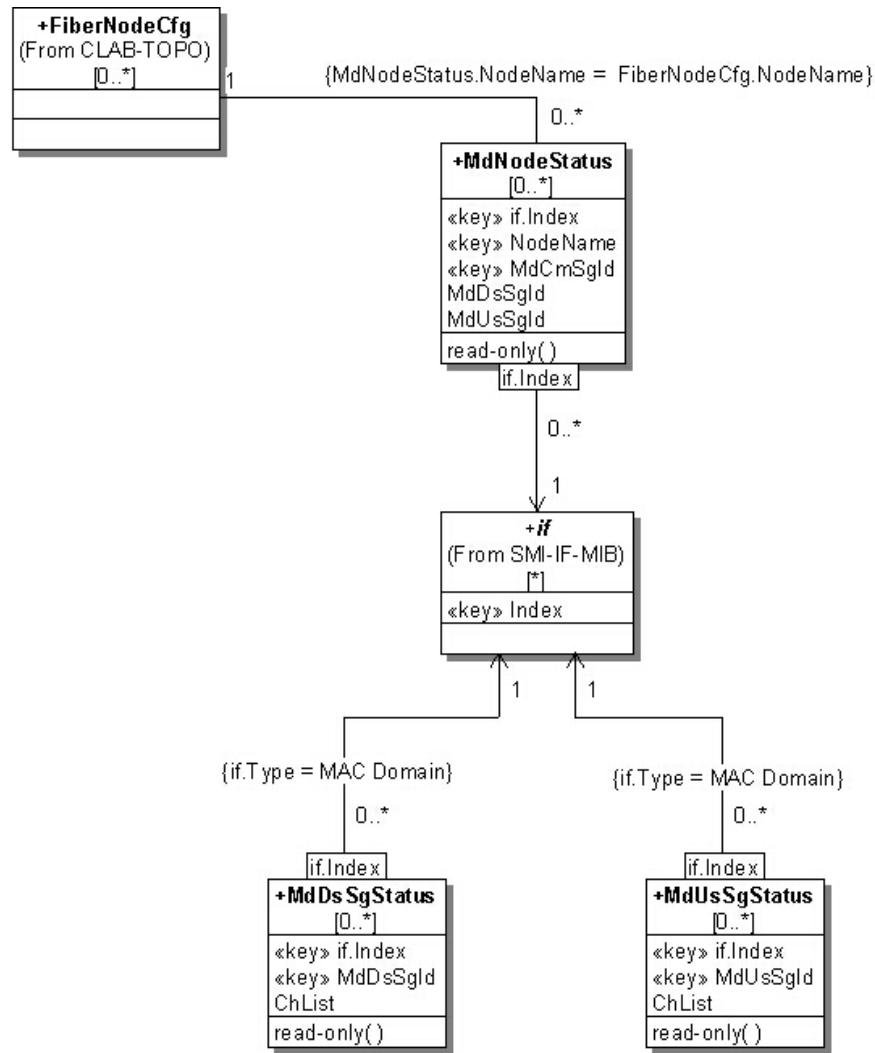 +FiberNodeCfg
(From CLAB-TOPO)
[0..*]
1
{MdNodeStatus.NodeName = FiberNodeCfg.NodeName}
0..*
+MdNodeStatus
[0..*]
«key» if.Index
«key» NodeName
«key» MdCmSgId
MdDsSgId
MdUsSgId
read-only()
if.Index
0..*
1
+if
(From SMI-IF-MIB)
[*]
«key» Index
1
1
{if.Type = MAC Domain}
{if.Type = MAC Domain}
0..*
0..*
if.Index
+MdDsSgStatus
[0..*]
«key» if.Index
«key» MdDsSgId
ChList
read-only()
if.Index
+MdUsSgStatus
[0..*]
«key» if.Index
«key» MdUsSgId
ChList
read-only()